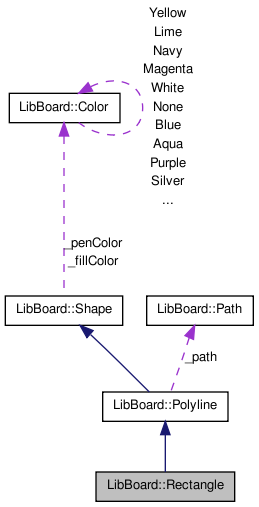 Yellow
Lime
Navy
Magenta
White
None
Blue
Aqua
Purple
Silver
...
LibBoard::Color
_penColor
_fillColor
LibBoard::Shape
LibBoard::Path
_path
LibBoard::Polyline
LibBoard::Rectangle